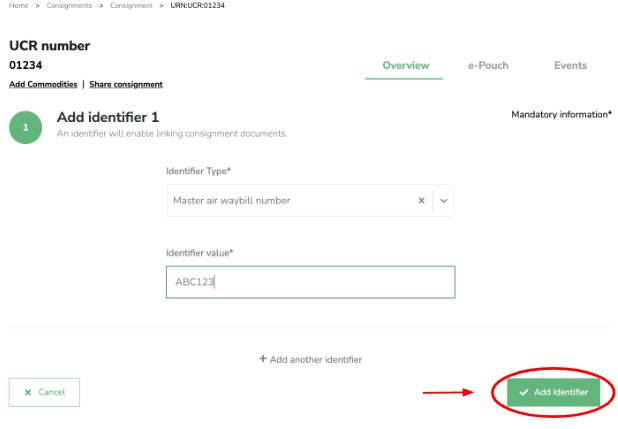 Home > Consignments > Consignment > URN:UCR:01234
UCR number
01234
Overview e-Pouch Events
Add Commodities | Share consignment
1
Add identifier 1
Mandatory information*
An identifier will enable linking consignment documents.
Identifier Type*
Master air waybill number
Identifier value*
ABC123
+ Add another identifier
Cancel
Add Identifier